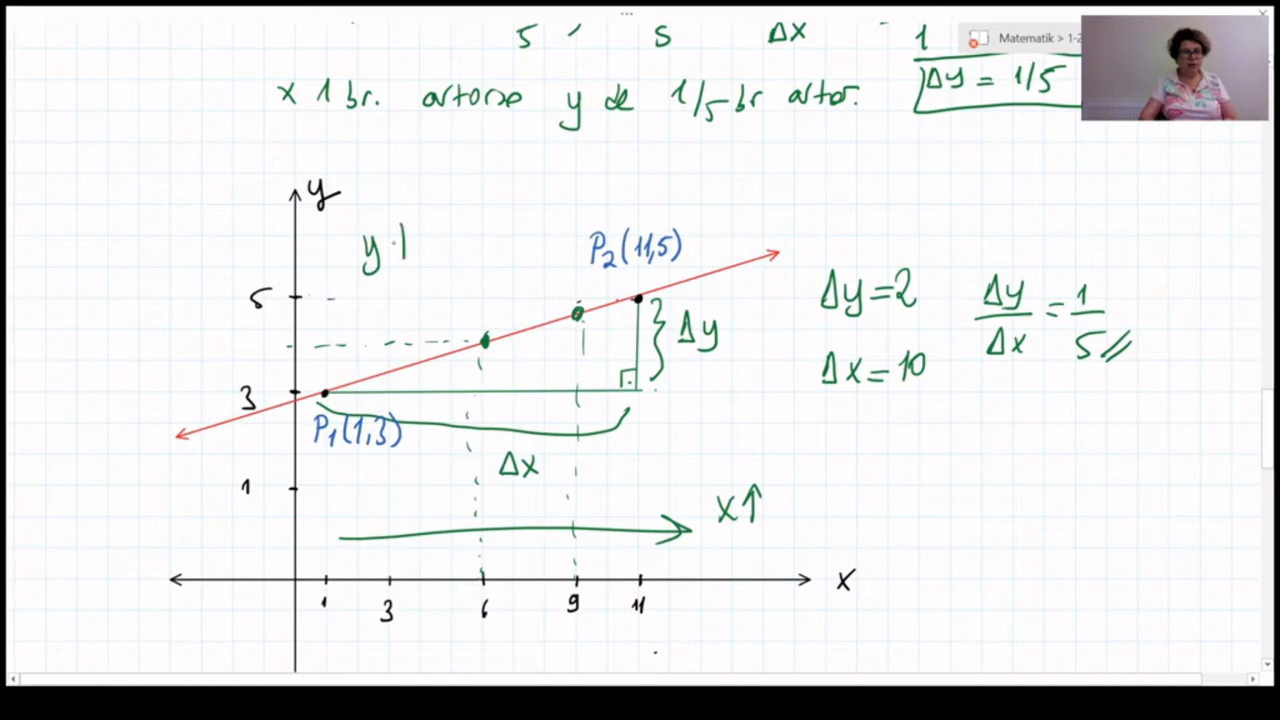 5 5 Δx 1
Matematik > 1-2
x 1 br. artarsa y de 1/5 br artar. Δy = 1/5
y
y
P₂(11,5)
5
Δy=2
Δy/Δx = 1/5
Δy
Δx=10
3
P₁(1,3)
Δx
1
x↑
x
1 3 6 9 11